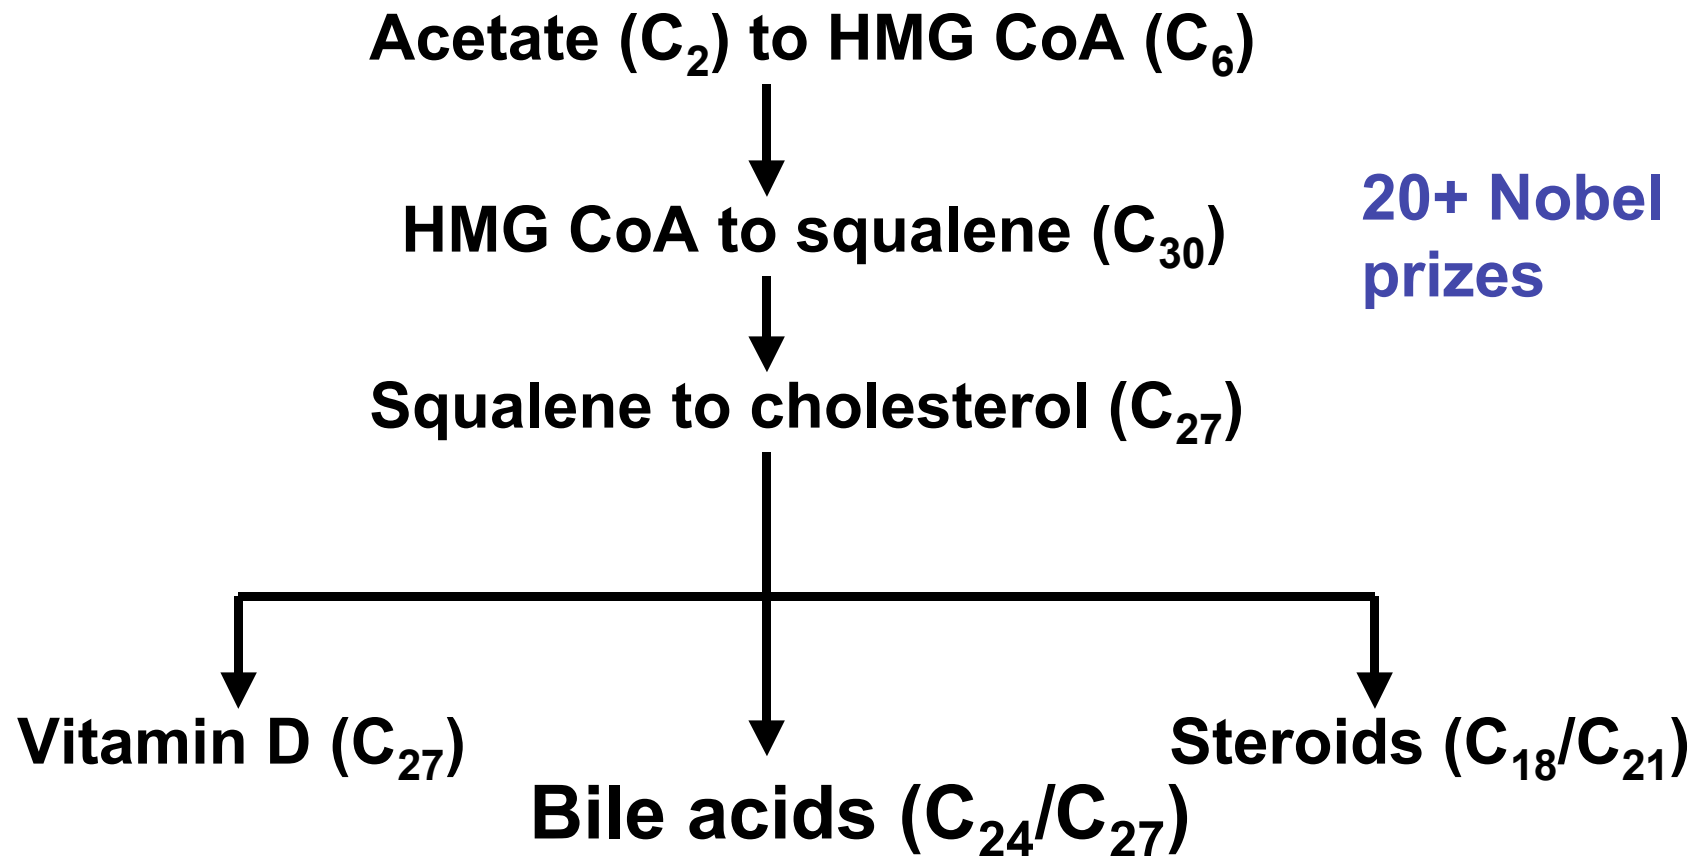 Acetate (C₂) to HMG CoA (C₆)
HMG CoA to squalene (C₃₀)
20+ Nobel
prizes
Squalene to cholesterol (C₂₇)
Vitamin D (C₂₇)
Bile acids (C₂₄/C₂₇)
Steroids (C₁₈/C₂₁)